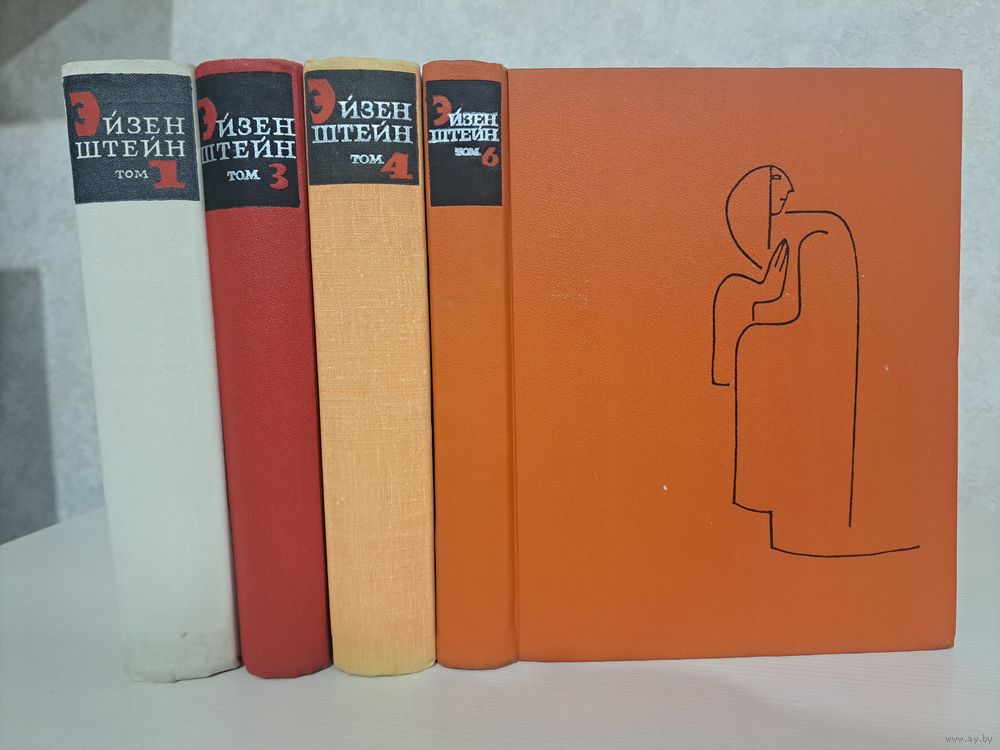 Эйзен
штейн
том 1
Эйзен
штейн
том 3
Эйзен
штейн
том 4
Эйзен
штейн
том 6
www.ay.by